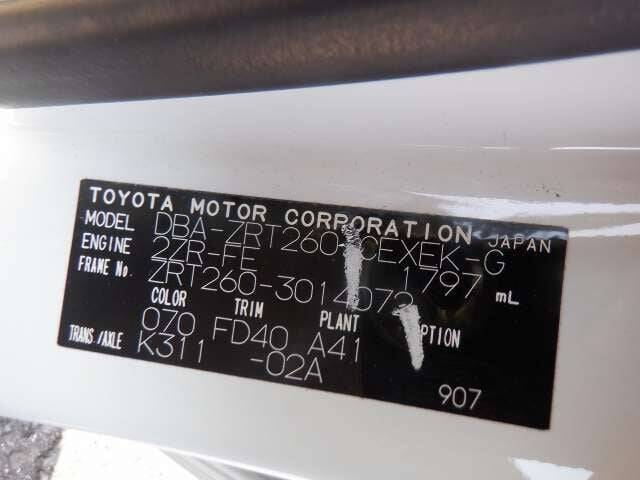 TOYOTA MOTOR CORPORATION JAPAN
MODEL DBA-ZRT260 CEXEK-G
ENGINE 2ZR-FE 1797 mL
FRAME No. ZRT260-3014072
COLOR TRIM PLANT PTION
070 FD40 A41
TRANS./AXLE K311 -02A
907